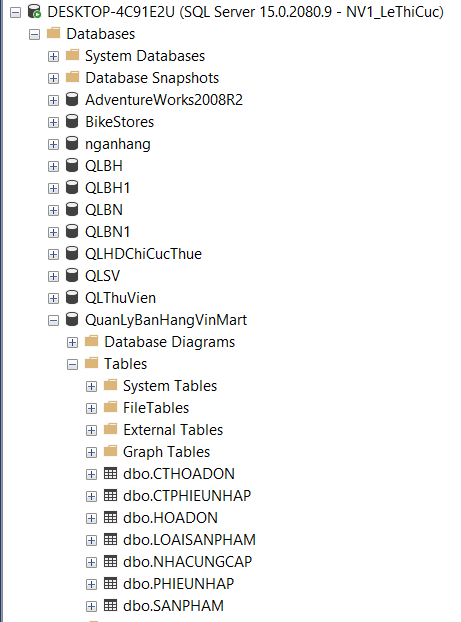 DESKTOP-4C91E2U (SQL Server 15.0.2080.9 - NV1_LeThiCuc)
Databases
System Databases
Database Snapshots
AdventureWorks2008R2
BikeStores
nganhang
QLBH
QLBH1
QLBN
QLBN1
QLHDChiCucThue
QLSV
QLThuVien
QuanLyBanHangVinMart
Database Diagrams
Tables
System Tables
FileTables
External Tables
Graph Tables
dbo.CTHOADON
dbo.CTPHIEUNHAP
dbo.HOADON
dbo.LOAISANPHAM
dbo.NHACUNGCAP
dbo.PHIEUNHAP
dbo.SANPHAM